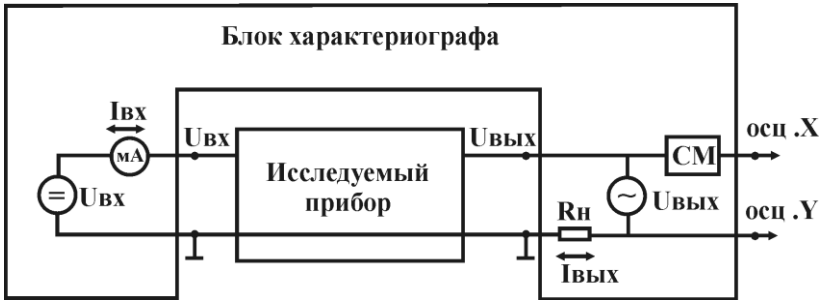 Блок характериографа
Iвх
Uвх
Uвых
осц .X
мА
СМ
=
Uвх
Исследуемый
прибор
~
Uвых
Rн
осц .Y
Iвых